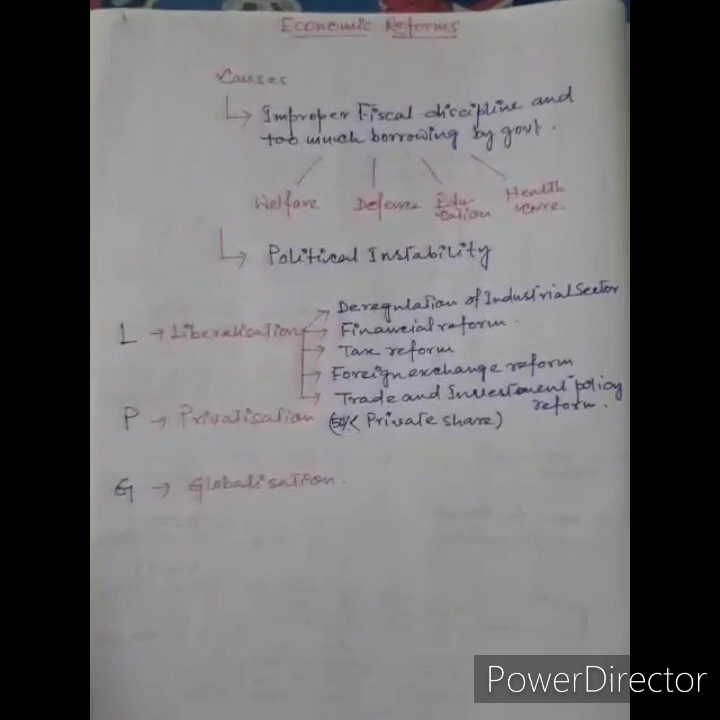 Economic Reforms
Causes
↳ Improper Fiscal discipline and
too much borrowing by govt.
Welfare Defence Edu-cation Health care
↳ Political Instability
L → Liberalisation
→ Deregulation of Industrial Sector
→ Financial reform.
→ Tax reform
→ Foreign exchange reform
→ Trade and Investment policy
reform.
P → Privatisation (Private share)
G → Globalisation.
PowerDirector